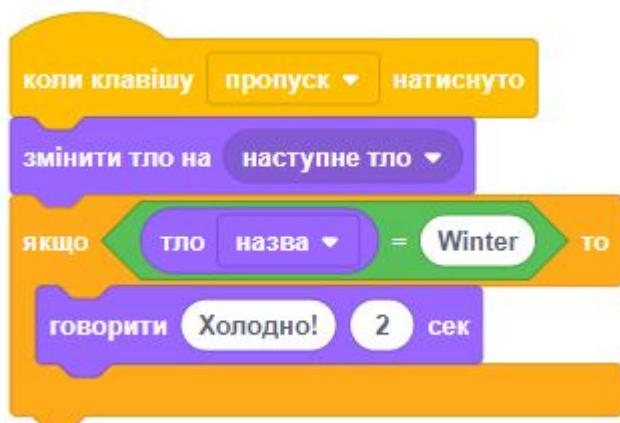 коли клавішу пропуск натиснуто
змінити тло на наступне тло
якщо тло назва = Winter то
говорити Холодно! 2 сек